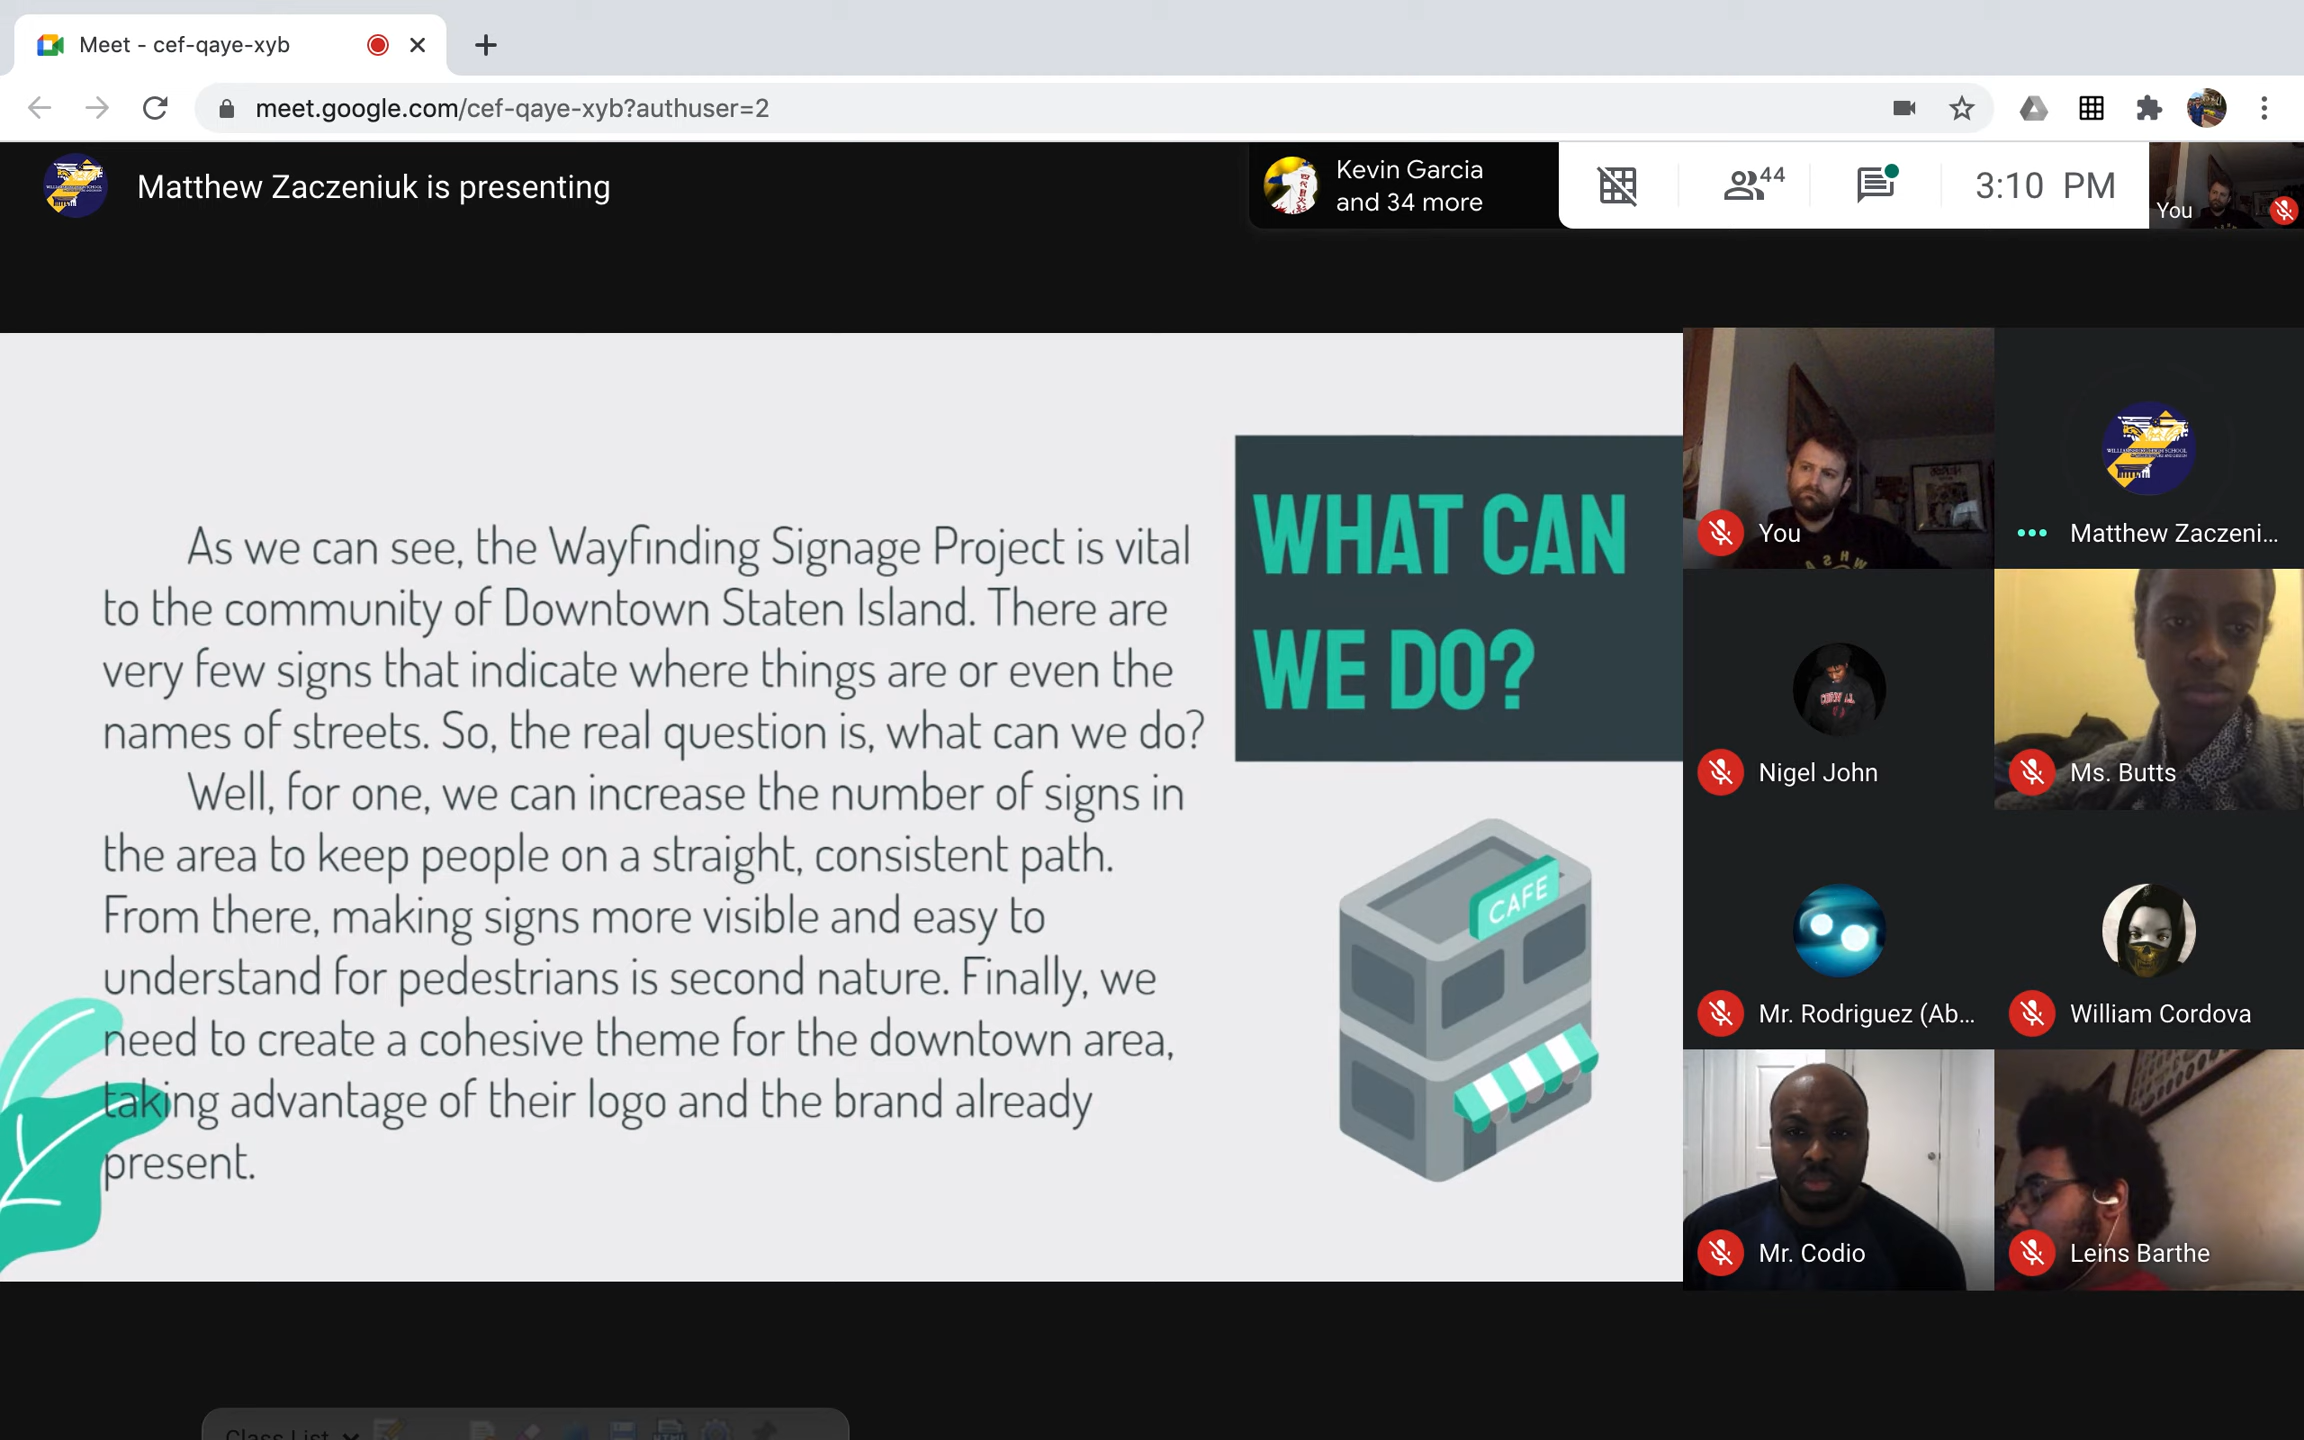 Meet - cef-qaye-xyb
meet.google.com/cef-qaye-xyb?authuser=2
Matthew Zaczeniuk is presenting
Kevin Garcia
and 34 more
44
3:10 PM
You
As we can see, the Wayfinding Signage Project is vital
to the community of Downtown Staten Island. There are
very few signs that indicate where things are or even the
names of streets. So, the real question is, what can we do?
Well, for one, we can increase the number of signs in
the area to keep people on a straight, consistent path.
From there, making signs more visible and easy to
understand for pedestrians is second nature. Finally, we
need to create a cohesive theme for the downtown area,
taking advantage of their logo and the brand already
present.
WHAT CAN
WE DO?
CAFE
You
Matthew Zaczeni...
Nigel John
Ms. Butts
Mr. Rodriguez (Ab...
William Cordova
Mr. Codio
Leins Barthe
Class List